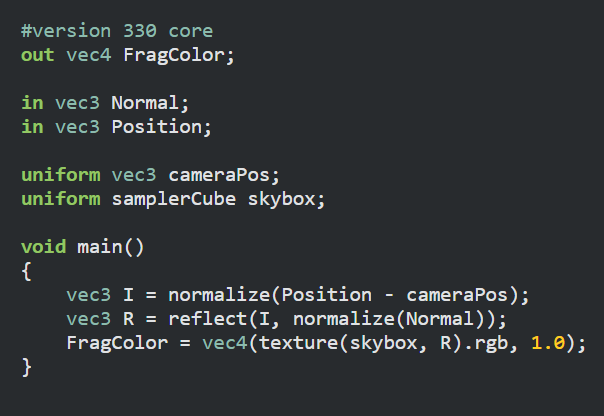 #version 330 core
out vec4 FragColor;
in vec3 Normal;
in vec3 Position;
uniform vec3 cameraPos;
uniform samplerCube skybox;
void main()
{
vec3 I = normalize(Position - cameraPos);
vec3 R = reflect(I, normalize(Normal));
FragColor = vec4(texture(skybox, R).rgb, 1.0);
}